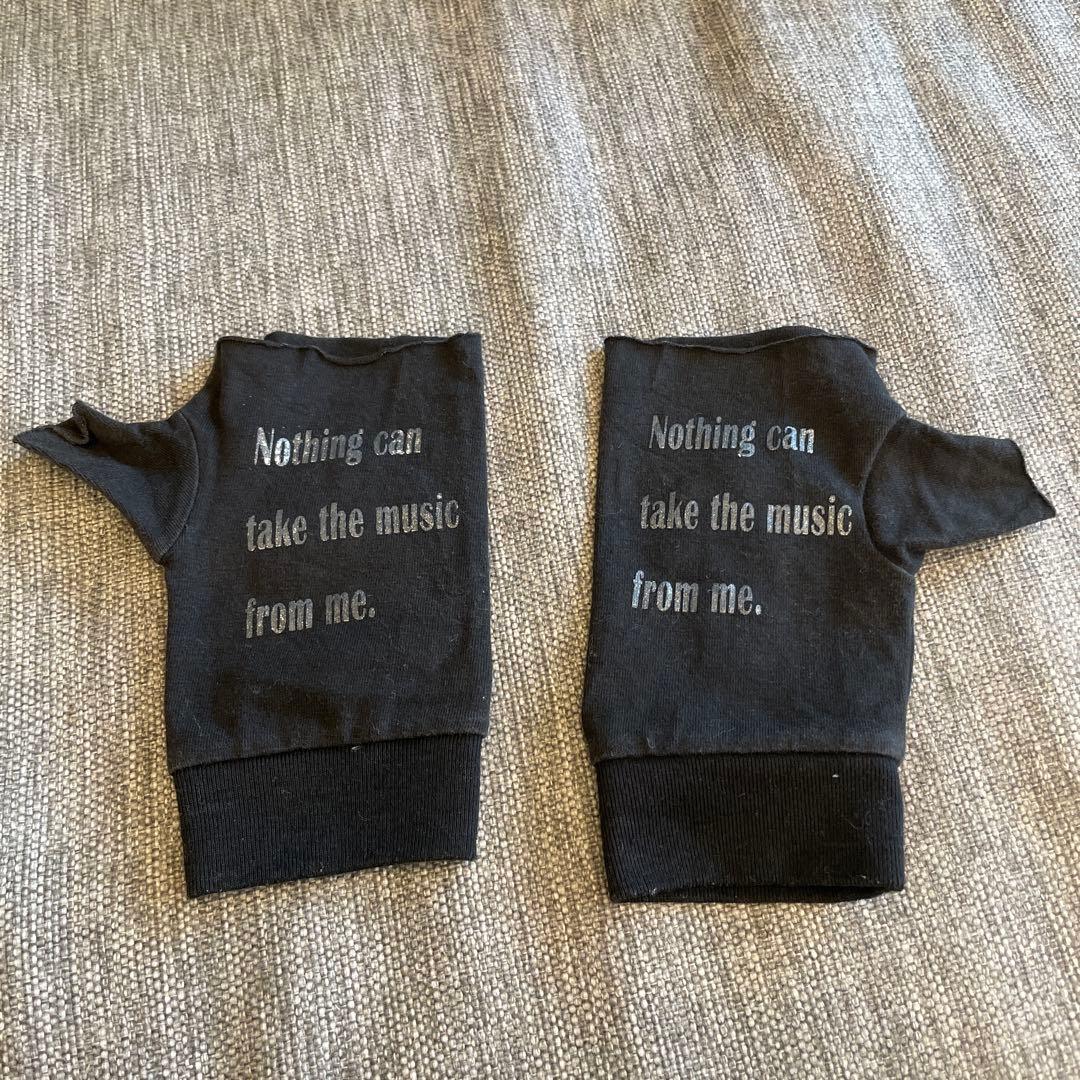 Nothing can
take the music
from me.
Nothing can
take the music
from me.